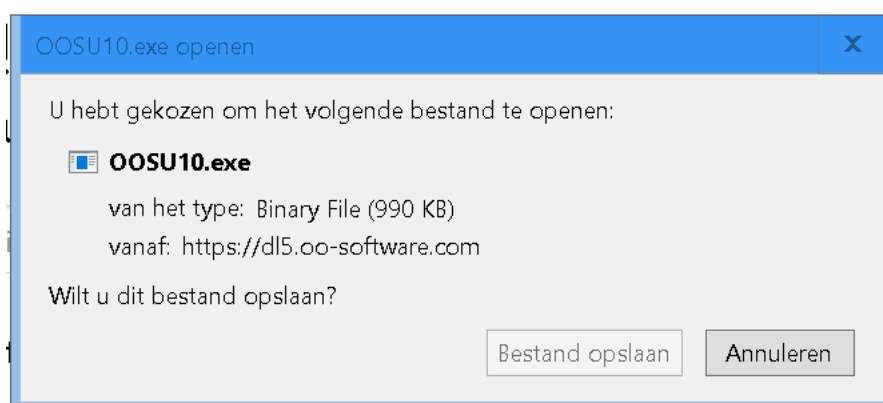 OOSU10.exe openen
x
U hebt gekozen om het volgende bestand te openen:
OOSU10.exe
van het type: Binary File (990 KB)
vanaf: https://dl5.oo-software.com
Wilt u dit bestand opslaan?
Bestand opslaan
Annuleren